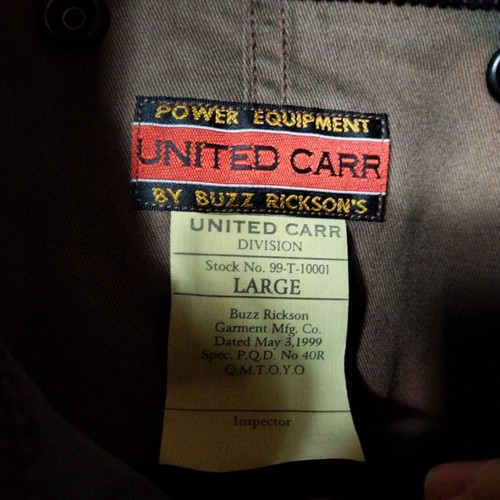 POWER EQUIPMENT
UNITED CARR
BY BUZZ RICKSON'S
UNITED CARR
DIVISION
Stock No. 99-T-10001
LARGE
Buzz Rickson
Garment Mfg. Co.
Dated May 3,1999
Spec. P.Q.D. No 40R
Q.M.T.O.Y.O
Inspector